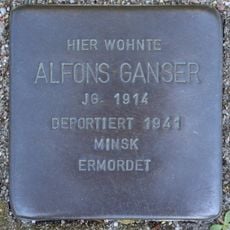 HIER WOHNTE
ALFONS GANSER
JG. 1914
DEPORTIERT 1941
MINSK
ERMORDET